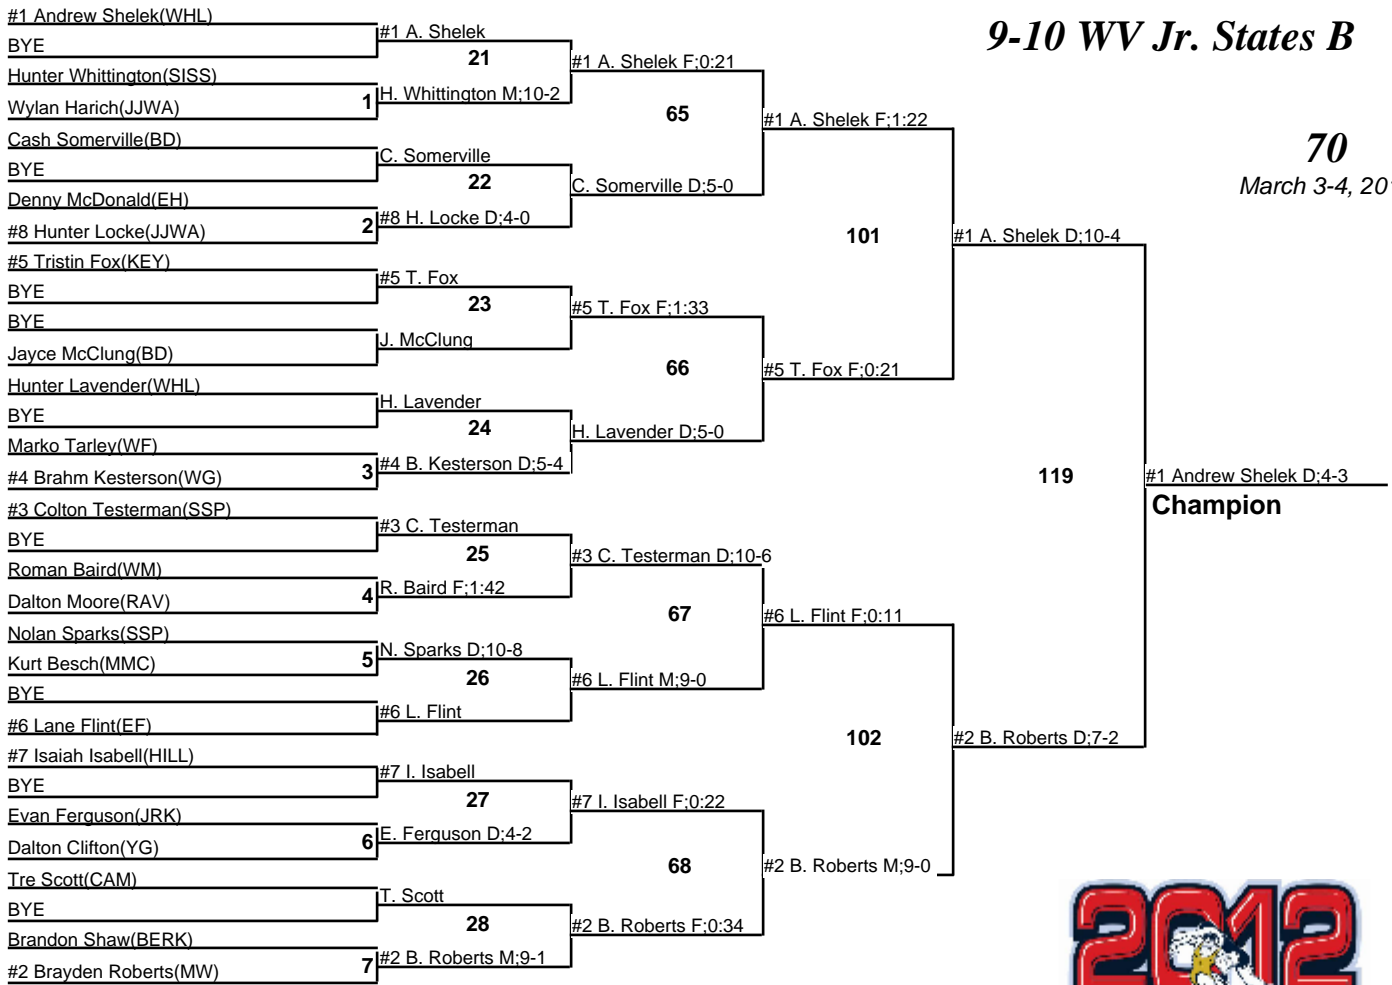 9-10 WV Jr. States B
70
March 3-4, 201
#1 Andrew Shelek(WHL)
BYE
Hunter Whittington(SISS)
Wylan Harich(JJWA)
Cash Somerville(BD)
BYE
Denny McDonald(EH)
#8 Hunter Locke(JJWA)
#5 Tristin Fox(KEY)
BYE
BYE
Jayce McClung(BD)
Hunter Lavender(WHL)
BYE
Marko Tarley(WF)
#4 Brahm Kesterson(WG)
#3 Colton Testerman(SSP)
BYE
Roman Baird(WM)
Dalton Moore(RAV)
Nolan Sparks(SSP)
Kurt Besch(MMC)
BYE
#6 Lane Flint(EF)
#7 Isaiah Isabell(HILL)
BYE
Evan Ferguson(JRK)
Dalton Clifton(YG)
Tre Scott(CAM)
BYE
Brandon Shaw(BERK)
#2 Brayden Roberts(MW)
1
2
3
4
5
6
7
#1 A. Shelek
21
H. Whittington M;10-2
C. Somerville
22
#8 H. Locke D;4-0
#5 T. Fox
23
J. McClung
H. Lavender
24
#4 B. Kesterson D;5-4
#3 C. Testerman
25
R. Baird F;1:42
N. Sparks D;10-8
26
#6 L. Flint
#7 I. Isabell
27
E. Ferguson D;4-2
T. Scott
28
#2 B. Roberts M;9-1
#1 A. Shelek F;0:21
65
C. Somerville D;5-0
#5 T. Fox F;1:33
66
H. Lavender D;5-0
#3 C. Testerman D;10-6
67
#6 L. Flint M;9-0
#7 I. Isabell F;0:22
68
#2 B. Roberts F;0:34
#1 A. Shelek F;1:22
101
#5 T. Fox F;0:21
#6 L. Flint F;0:11
102
#2 B. Roberts M;9-0
#1 A. Shelek D;10-4
119
#2 B. Roberts D;7-2
#1 Andrew Shelek D;4-3
Champion
2012